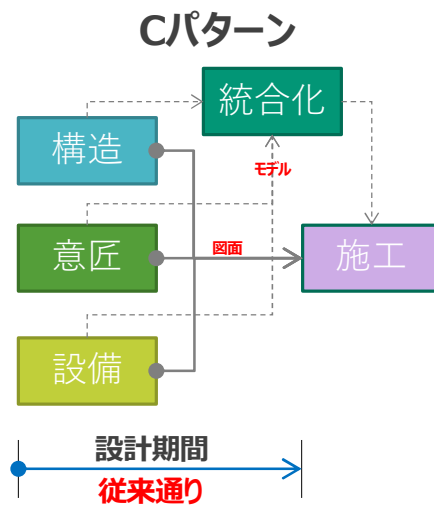 Cパターン
統合化
構造
モデル
意匠
図面
施工
設備
設計期間
従来通り